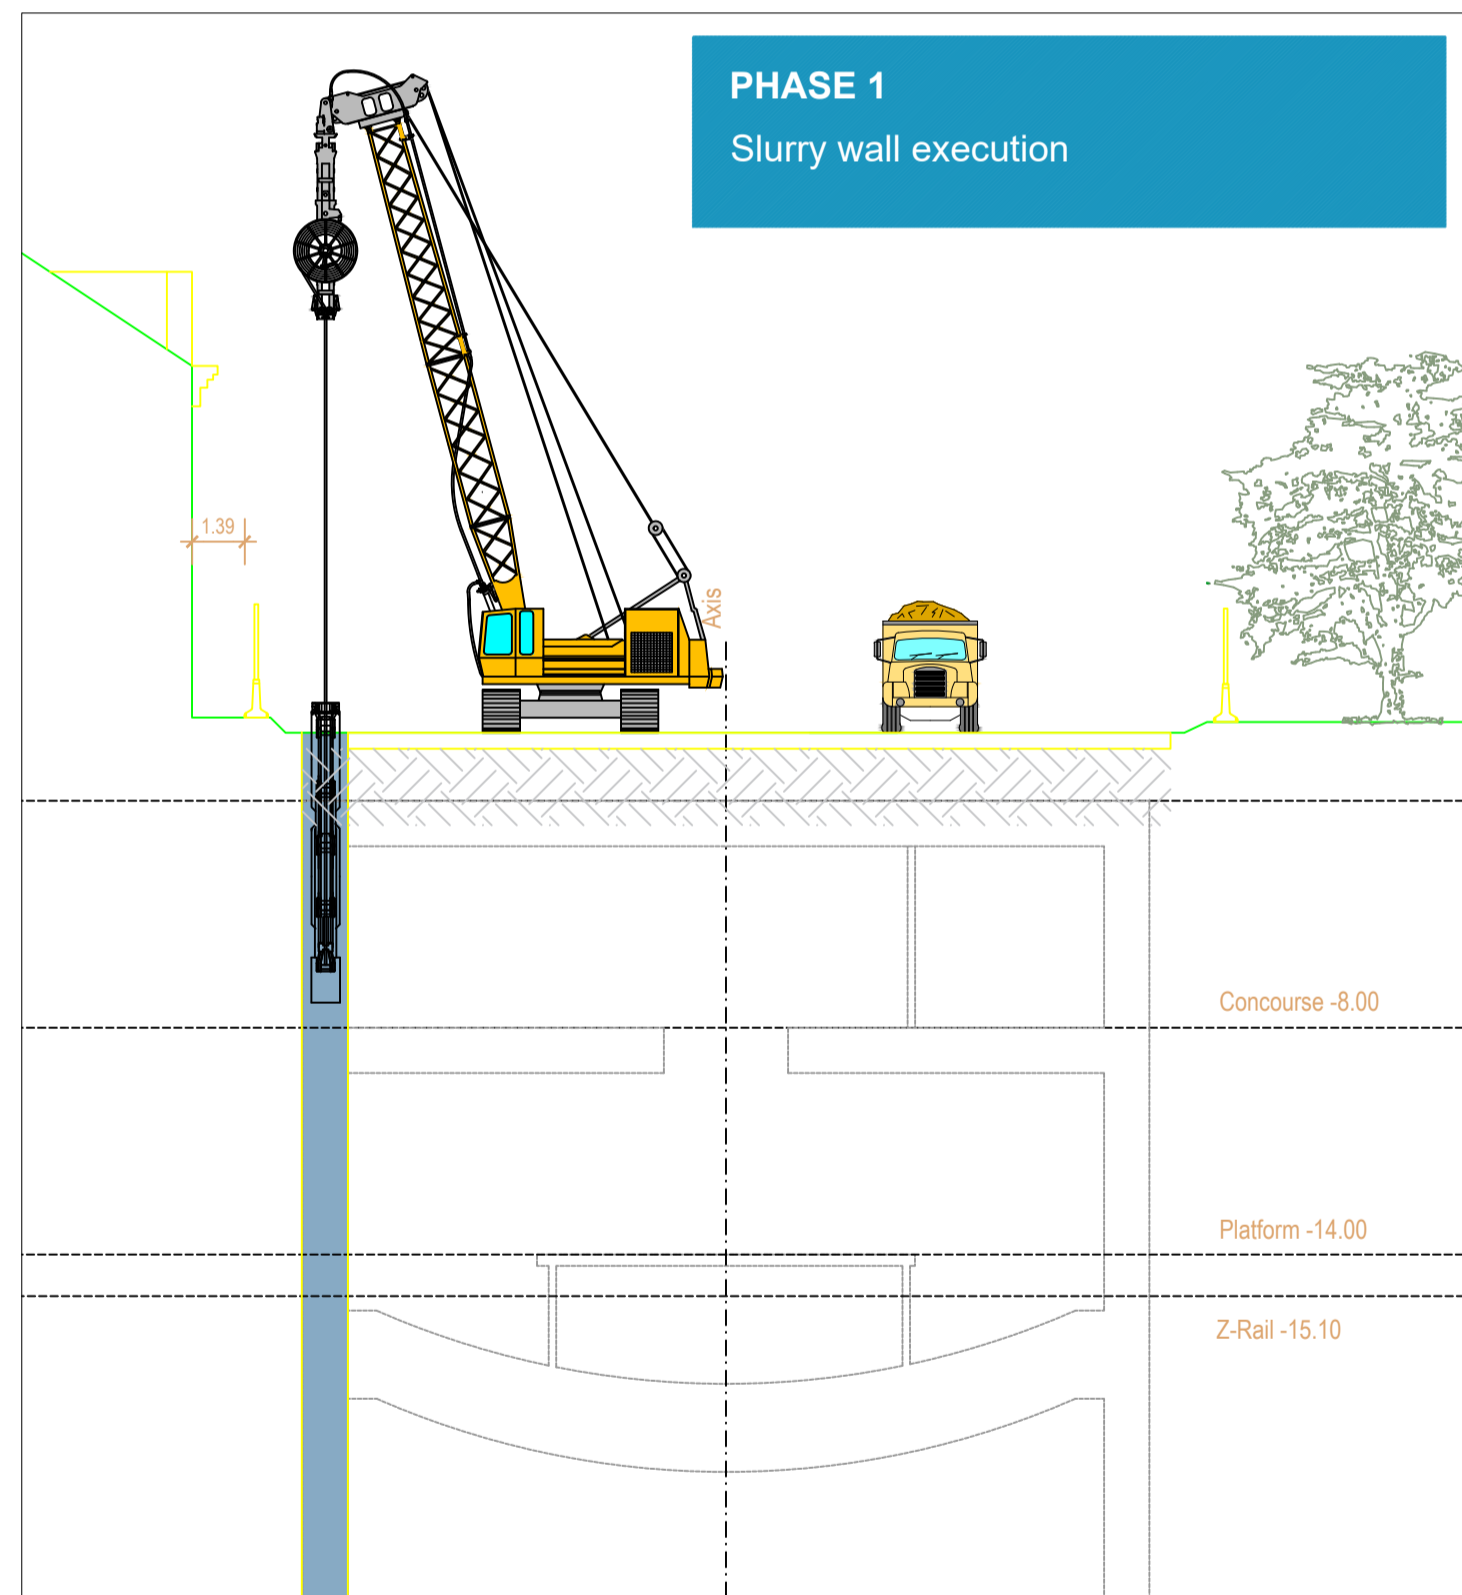 PHASE 1
Slurry wall execution
1.39
Axis
Concourse -8.00
Platform -14.00
Z-Rail -15.10